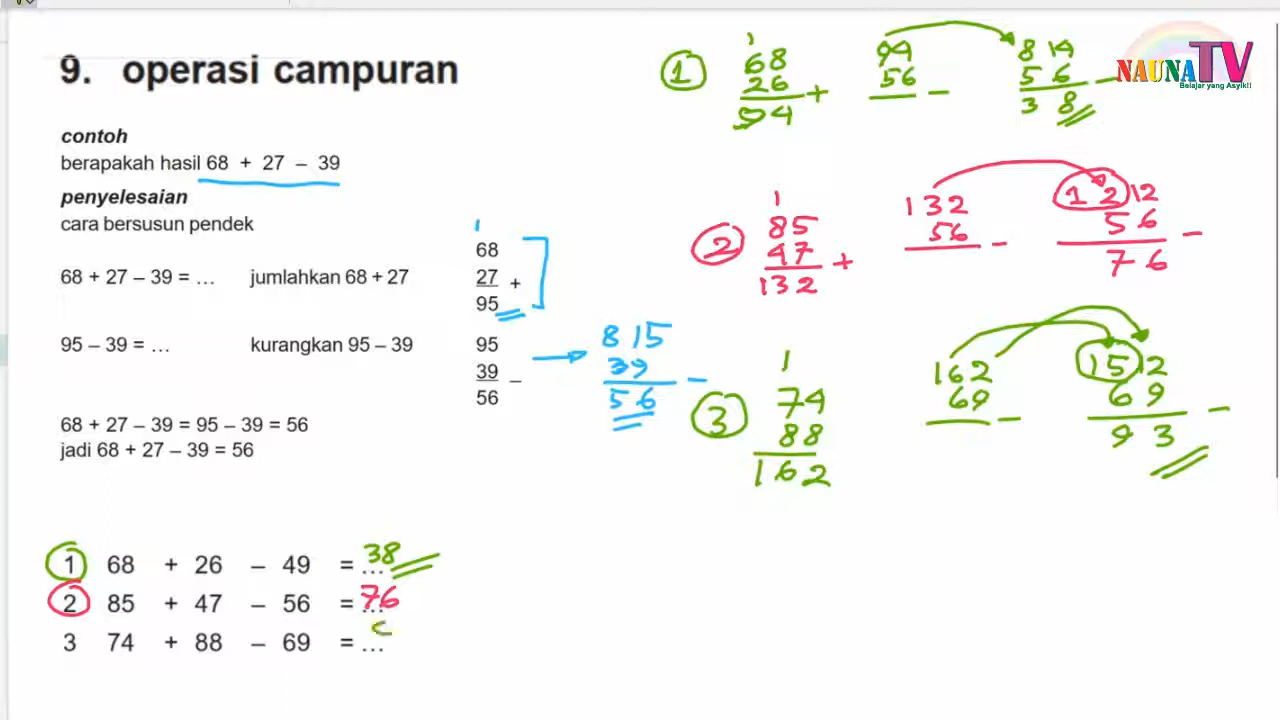 9. operasi campuran
contoh
berapakah hasil 68 + 27 – 39
penyelesaian
cara bersusun pendek
68 + 27 – 39 = … jumlahkan 68 + 27
1
68
27 +
95
95 – 39 = … kurangkan 95 – 39
95
39 –
56
8 15
39 –
56
68 + 27 – 39 = 95 – 39 = 56
jadi 68 + 27 – 39 = 56
1 68 + 26 – 49 = … 38
2 85 + 47 – 56 = … 76
3 74 + 88 – 69 = …
1
1
68
26 +
94
94
56 –
8 14
5 6 –
3 8
2
1
85
47 +
132
132
56 –
12 12
5 6 –
7 6
3
1
74
88
162
162
69 –
15 12
6 9 –
9 3
NAUNA TV
Belajar yang Asyik!!